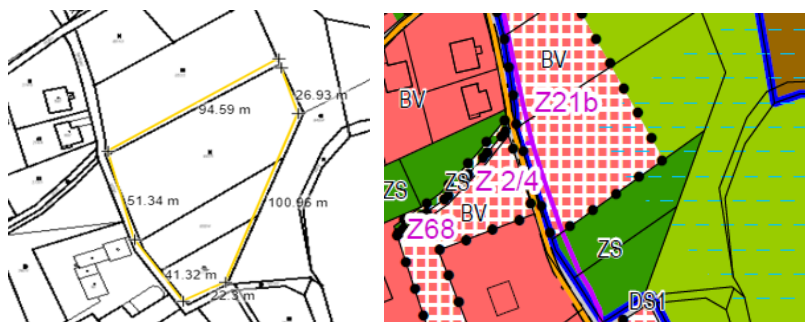 26.93 m
94.59 m
51.34 m
100.96 m
41.32 m
22.3 m
BV
BV
Z21b
ZS
ZS
Z 2/4
BV
Z68
ZS
DS1